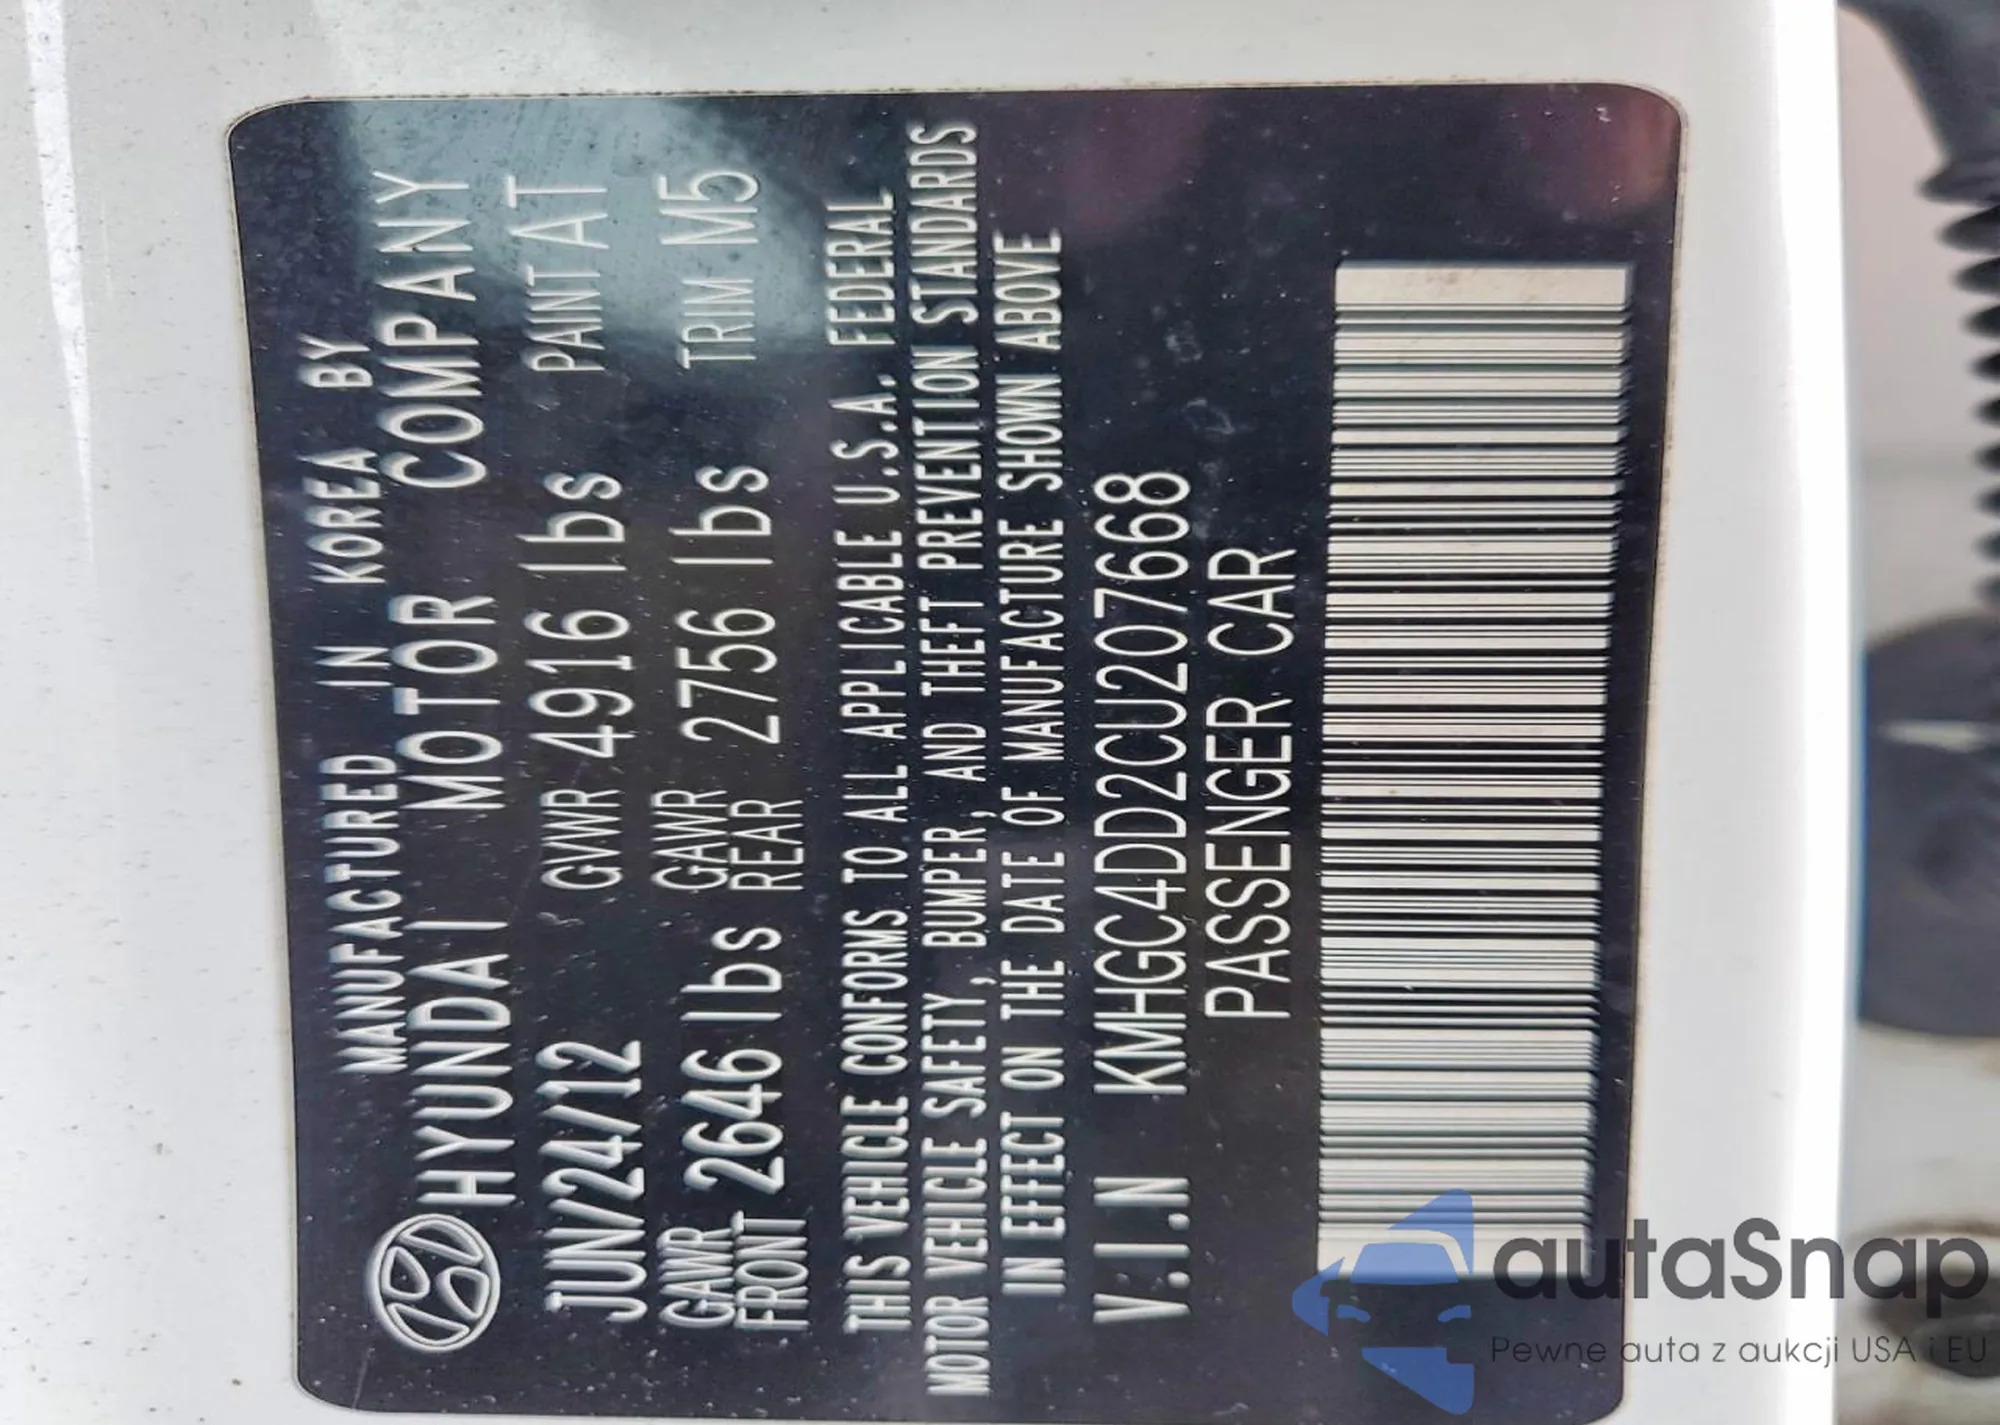 MANUFACTURED IN KOREA BY
HYUNDAI MOTOR COMPANY
JUN/24/12 GVWR 4916 lbs PAINT AT
GAWR FRONT 2646 lbs GAWR REAR 2756 lbs TRIM M5
THIS VEHICLE CONFORMS TO ALL APPLICABLE U.S.A. FEDERAL
MOTOR VEHICLE SAFETY, BUMPER, AND THEFT PREVENTION STANDARDS
IN EFFECT ON THE DATE OF MANUFACTURE SHOWN ABOVE
V.I.N KMHGC4DD2CU207668
PASSENGER CAR
autaSnap
Pewne auta z aukcji USA i EU